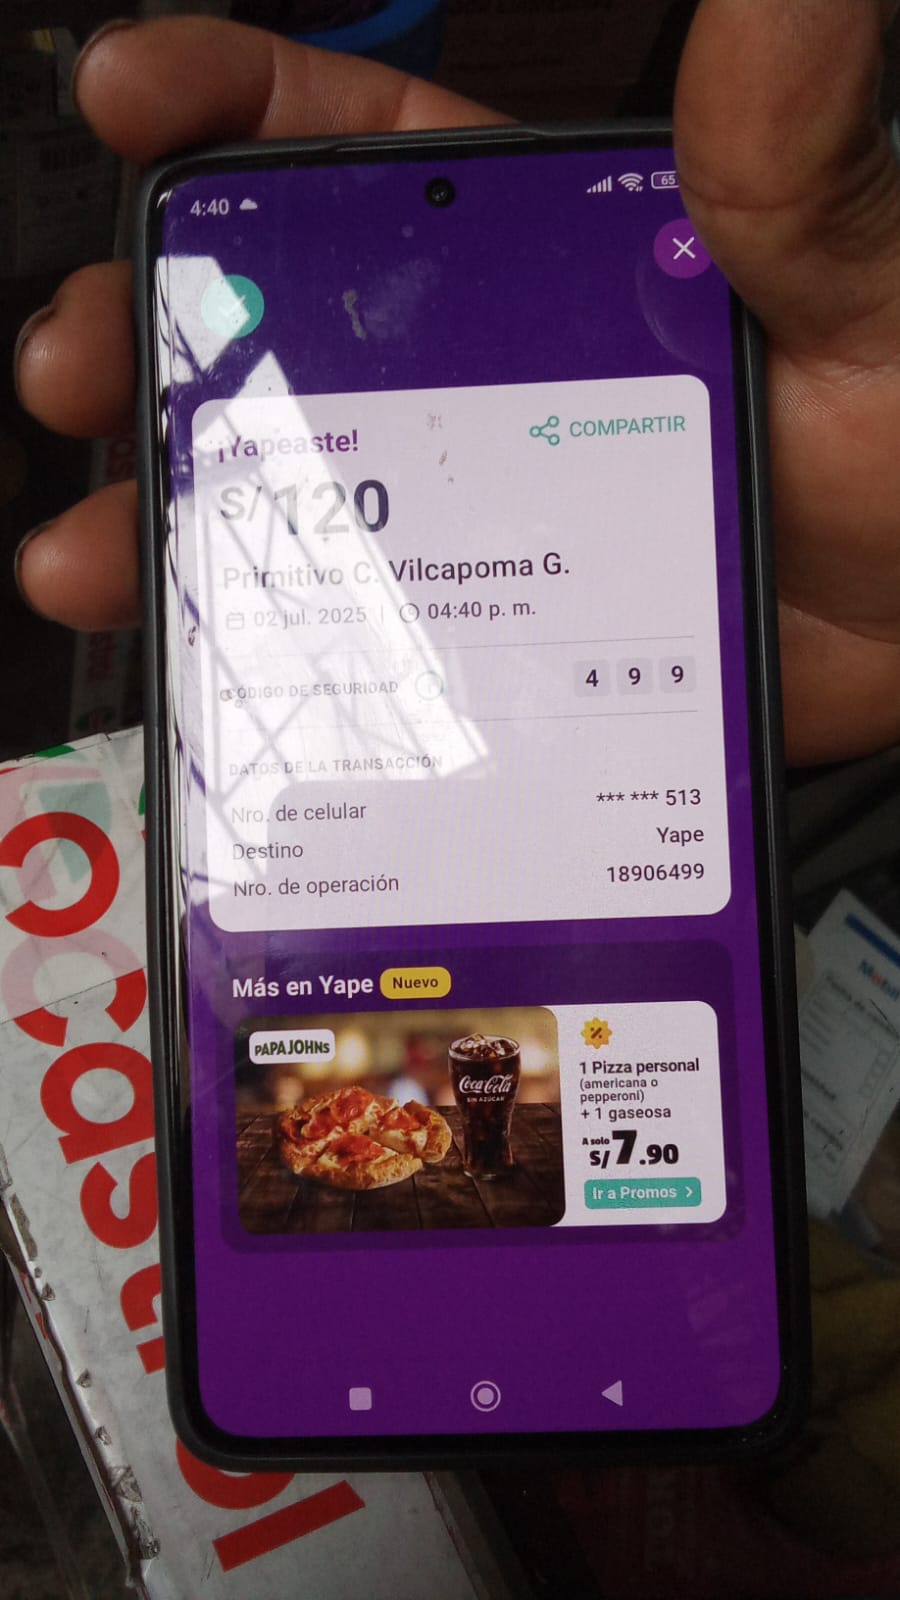 4:40
65
¡Yapeaste!
COMPARTIR
S/ 120
Primitivo C. Vilcapoma G.
02 jul. 2025 | 04:40 p. m.
CÓDIGO DE SEGURIDAD
4 9 9
DATOS DE LA TRANSACCIÓN
Nro. de celular
*** *** 513
Destino
Yape
Nro. de operación
18906499
Más en Yape Nuevo
PAPA JOHNS
Coca-Cola
SIN AZÚCAR
1 Pizza personal
(americana o
pepperoni)
+ 1 gaseosa
A solo
S/ 7.90
Ir a Promos